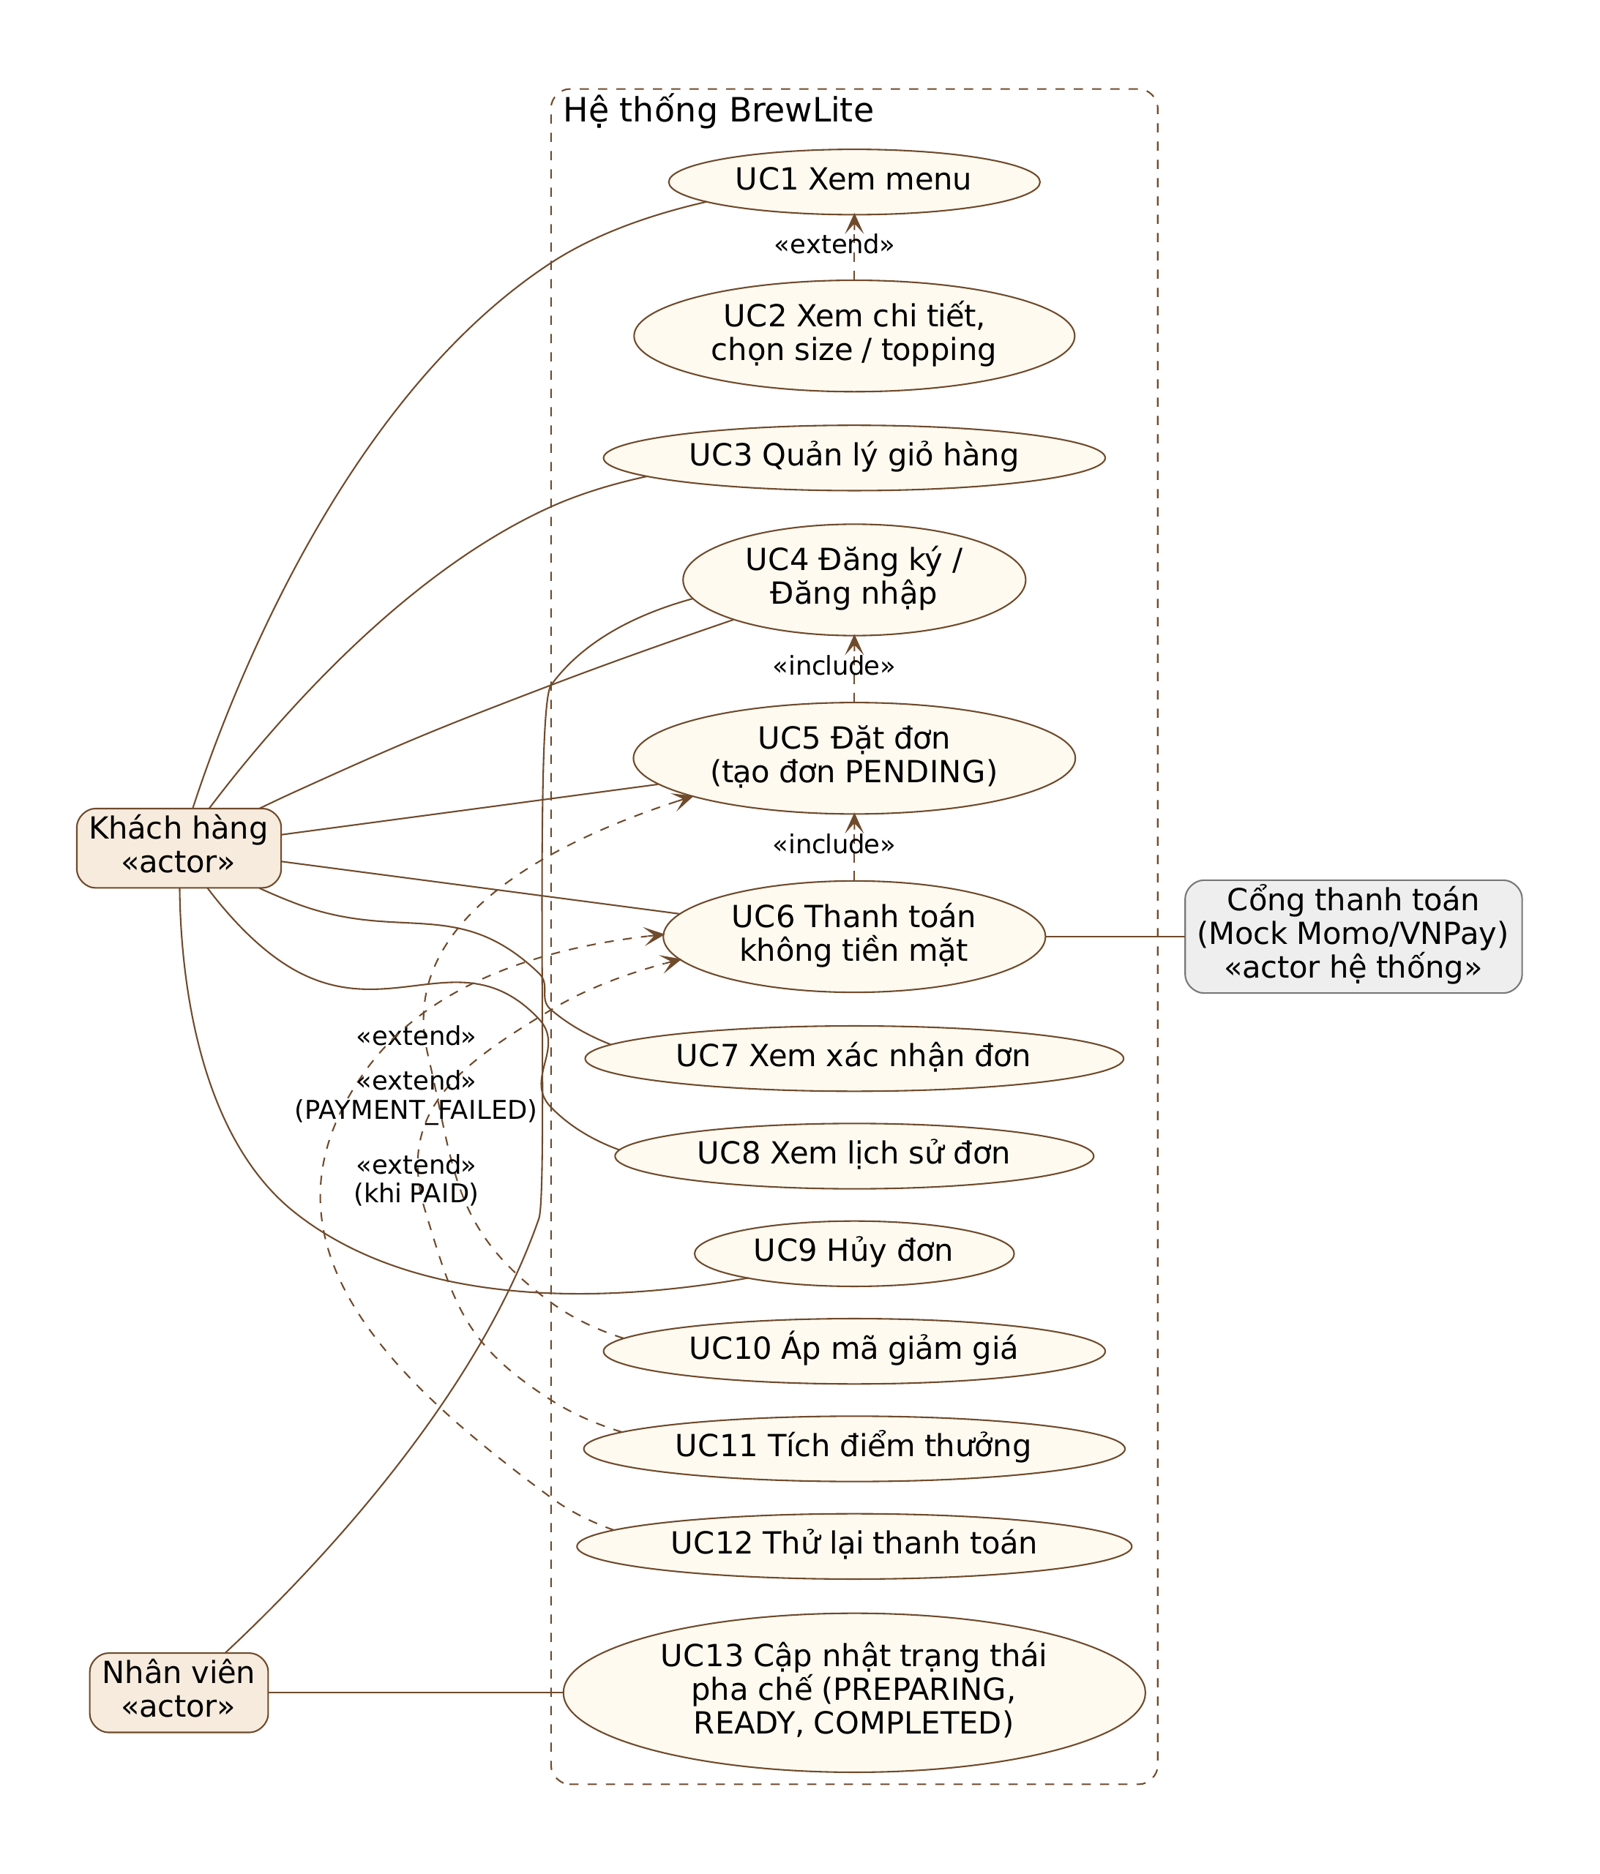 Hệ thống BrewLite
UC1 Xem menu
«extend»
UC2 Xem chi tiết,
chọn size / topping
UC3 Quản lý giỏ hàng
UC4 Đăng ký /
Đăng nhập
«include»
UC5 Đặt đơn
(tạo đơn PENDING)
Khách hàng
«actor»
«include»
UC6 Thanh toán
không tiền mặt
Cổng thanh toán
(Mock Momo/VNPay)
«actor hệ thống»
«extend»
UC7 Xem xác nhận đơn
«extend»
(PAYMENT_FAILED)
UC8 Xem lịch sử đơn
«extend»
(khi PAID)
UC9 Hủy đơn
UC10 Áp mã giảm giá
UC11 Tích điểm thưởng
UC12 Thử lại thanh toán
Nhân viên
«actor»
UC13 Cập nhật trạng thái
pha chế (PREPARING,
READY, COMPLETED)